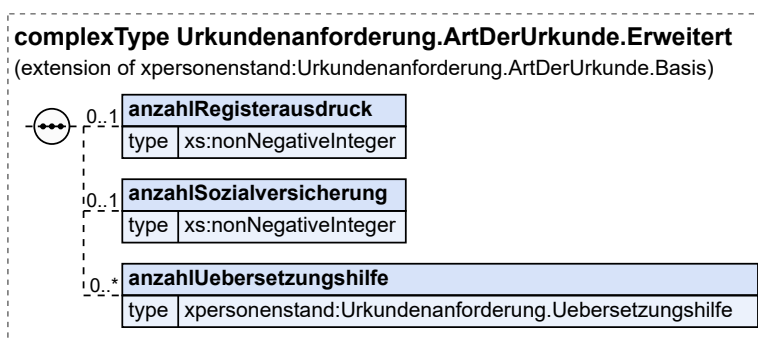 complexType Urkundenanforderung.ArtDerUrkunde.Erweitert
(extension of xpersonenstand:Urkundenanforderung.ArtDerUrkunde.Basis)
0..1 anzahlRegisterausdruck
type xs:nonNegativeInteger
0..1 anzahlSozialversicherung
type xs:nonNegativeInteger
0..* anzahlUebersetzungshilfe
type xpersonenstand:Urkundenanforderung.Uebersetzungshilfe